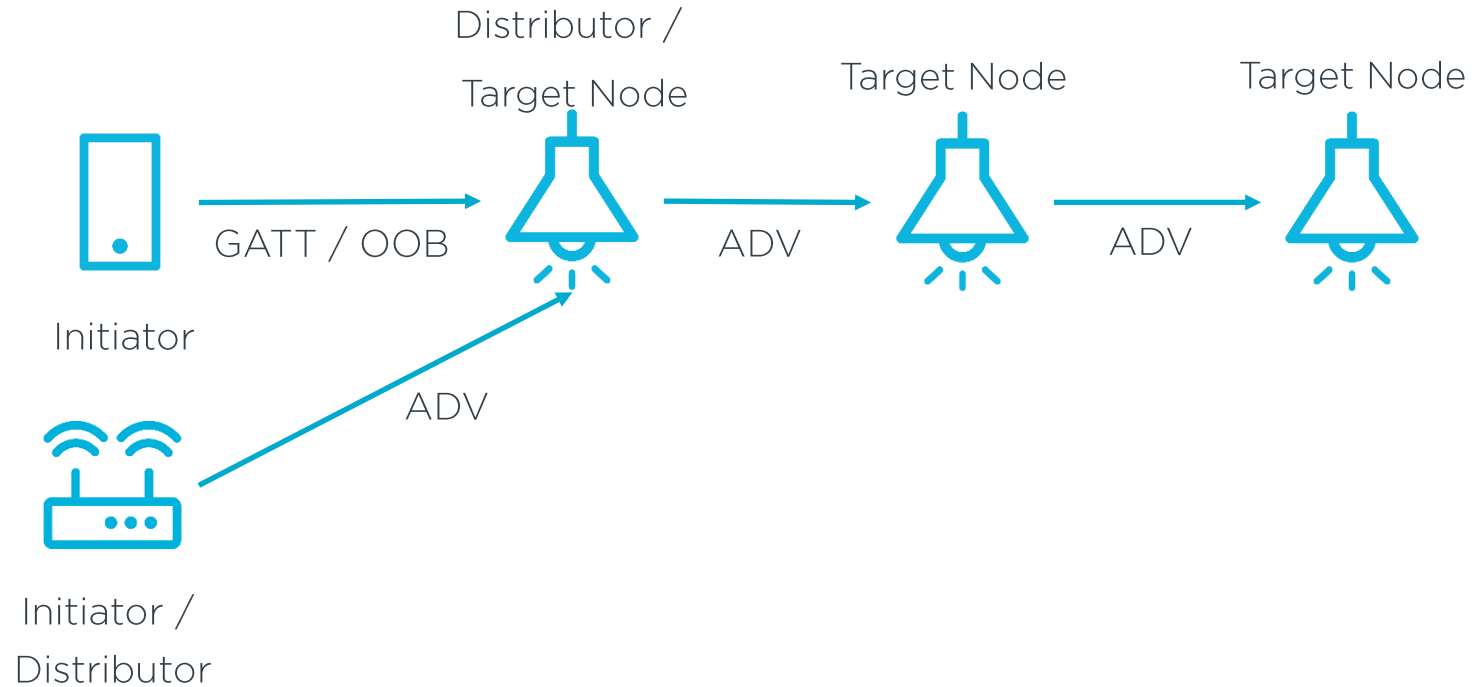 Distributor /
Target Node
Target Node
Target Node
GATT / OOB
ADV
ADV
Initiator
ADV
Initiator /
Distributor